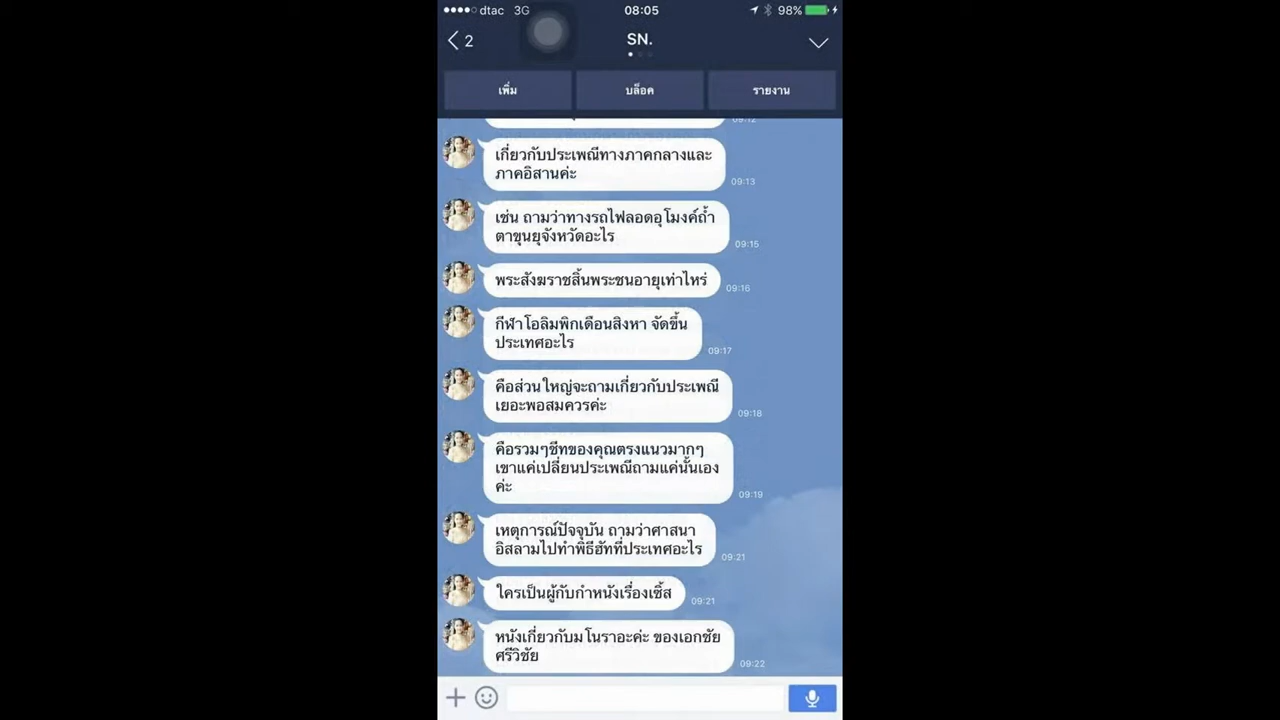 dtac 3G 08:05 98%
2 SN.
เพิ่ม บล็อค รายงาน
09:12
เกี่ยวกับประเพณีทางภาคกลางและ
ภาคอิสานค่ะ
09:13
เช่น ถามว่าทางรถไฟลอดอุโมงค์ถ้ำ
ตาขุนยุจังหวัดอะไร
09:15
พระสังฆราชสิ้นพระชนอายุเท่าไหร่
09:16
กีฬาโอลิมพิกเดือนสิงหา จัดขึ้น
ประเทศอะไร
09:17
คือส่วนใหญ่จะถามเกี่ยวกับประเพณี
เยอะพอสมควรค่ะ
09:18
คือรวมๆชีทของคุณตรงแนวมากๆ
เขาแค่เปลี่ยนประเพณีถามแค่นั้นเอง
ค่ะ
09:19
เหตุการณ์ปัจจุบัน ถามว่าศาสนา
อิสลามไปทำพิธีฮัทที่ประเทศอะไร
09:21
ใครเป็นผู้กับกำหนังเรื่องเซิ้ส
09:21
หนังเกี่ยวกับมโนราอะค่ะ ของเอกชัย
ศรีวิชัย
09:22